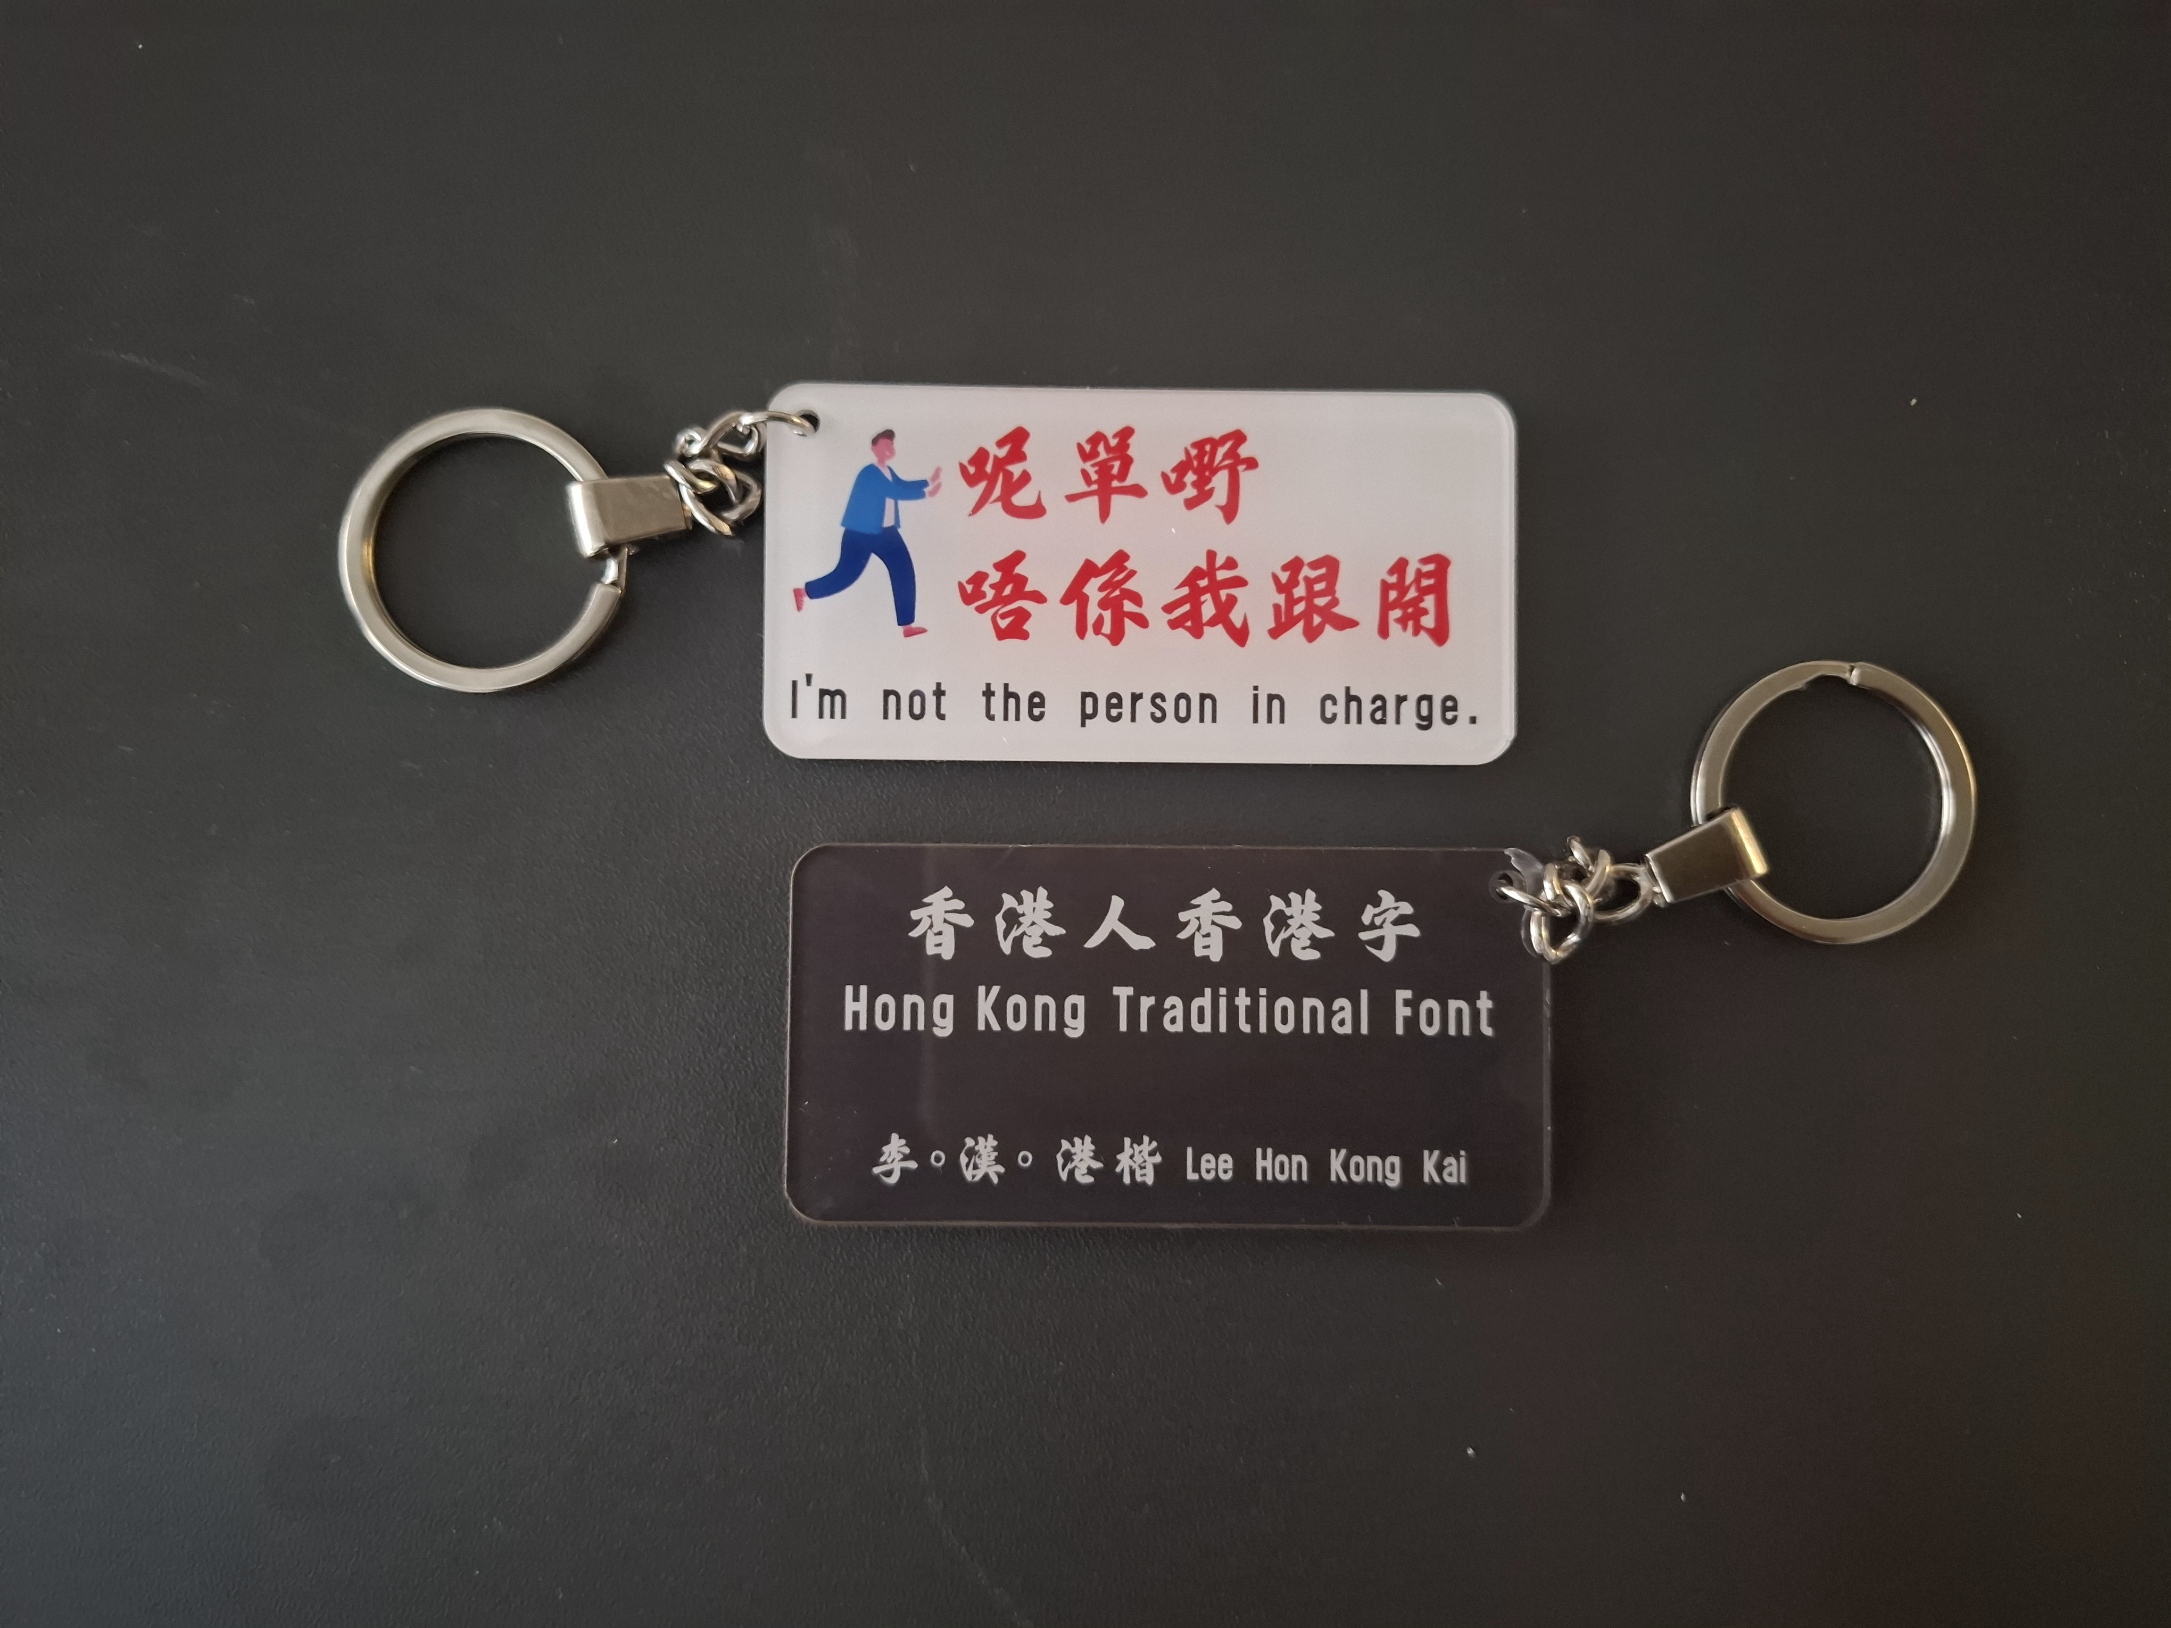 呢單嘢
唔係我跟開
I'm not the person in charge.
香港人香港字
Hong Kong Traditional Font
李。漢。港楷 Lee Hon Kong Kai